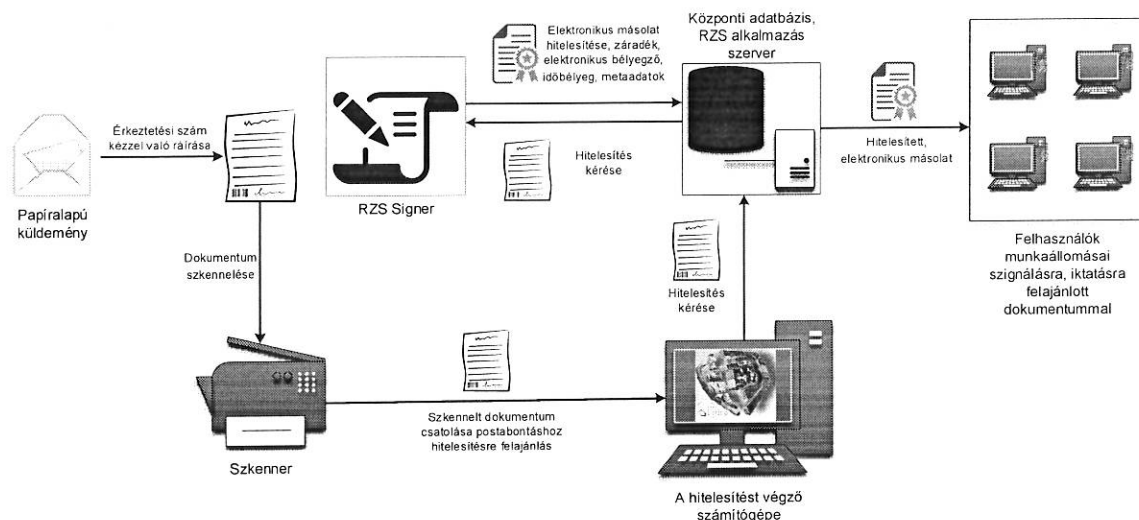 Papíralapú
küldemény
Érkeztetési szám
kézzel való ráírása
Dokumentum
szkennelése
Szkenner
Szkennelt dokumentum
csatolása postabontáshoz
hitelesítésre felajánlás
A hitelesítést végző
számítógépe
Hitelesítés
kérése
Központi adatbázis,
RZS alkalmazás
szerver
Hitelesítés
kérése
RZS Signer
Elektronikus másolat
hitelesítése, záradék,
elektronikus bélyegző,
időbélyeg, metaadatok
Hitelesített,
elektronikus másolat
Felhasználók
munkaállomásai
szignálásra, iktatásra
felajánlott
dokumentummal